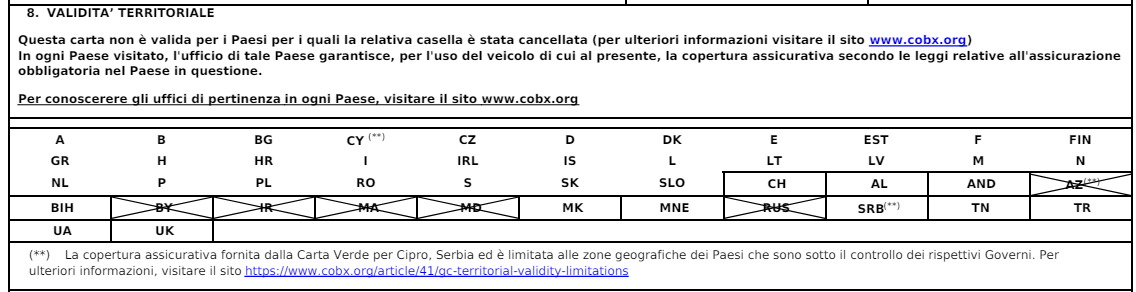 8. VALIDITA’ TERRITORIALE
Questa carta non è valida per i Paesi per i quali la relativa casella è stata cancellata (per ulteriori informazioni visitare il sito www.cobx.org)
In ogni Paese visitato, l'ufficio di tale Paese garantisce, per l'uso del veicolo di cui al presente, la copertura assicurativa secondo le leggi relative all'assicurazione
obbligatoria nel Paese in questione.
Per conoscerere gli uffici di pertinenza in ogni Paese, visitare il sito www.cobx.org
A B BG CY (**) CZ D DK E EST F FIN
GR H HR I IRL IS L LT LV M N
NL P PL RO S SK SLO CH AL AND AZ(**)
BIH BY IR MA MD MK MNE RUS SRB(**) TN TR
UA UK
(**) La copertura assicurativa fornita dalla Carta Verde per Cipro, Serbia ed è limitata alle zone geografiche dei Paesi che sono sotto il controllo dei rispettivi Governi. Per
ulteriori informazioni, visitare il sito https://www.cobx.org/article/41/gc-territorial-validity-limitations